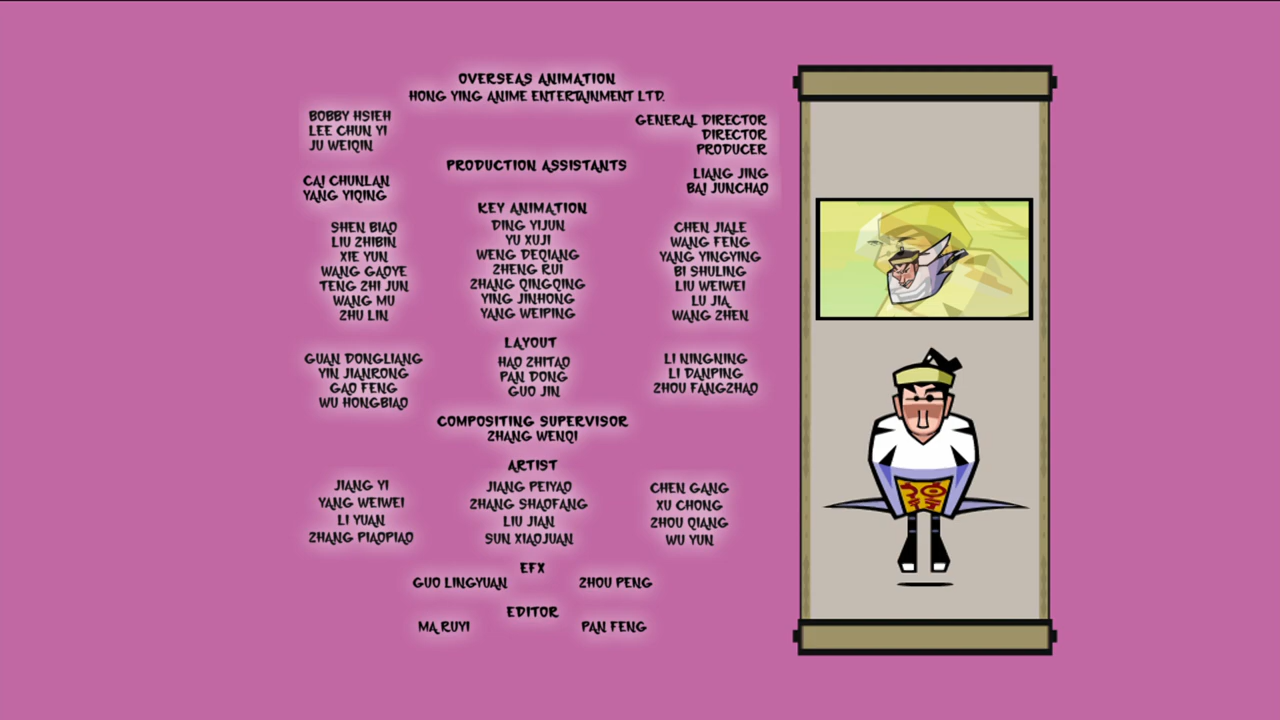 OVERSEAS ANIMATION
HONG YING ANIME ENTERTAINMENT LTD.
BOBBY HSIEH GENERAL DIRECTOR
LEE CHUN YI DIRECTOR
JU WEIQIN PRODUCER
PRODUCTION ASSISTANTS
CAI CHUNLAN LIANG JING
YANG YIQING BAI JUNCHAO
KEY ANIMATION
SHEN BIAO DING YIJUN CHEN JIALE
LIU ZHIBIN YU XUJI WANG FENG
XIE YUN WENG DEQIANG YANG YINGYING
WANG GAOYE ZHENG RUI BI SHULING
TENG ZHI JUN ZHANG QINGQING LIU WEIWEI
WANG MU YING JINHONG LU JIA
ZHU LIN YANG WEIPING WANG ZHEN
LAYOUT
GUAN DONGLIANG HAO ZHITAO LI NINGNING
YIN JIANRONG PAN DONG LI DANPING
GAO FENG GUO JIN ZHOU FANGZHAO
WU HONGBIAO
COMPOSITING SUPERVISOR
ZHANG WENQI
ARTIST
JIANG YI JIANG PEIYAO CHEN GANG
YANG WEIWEI ZHANG SHAOFANG XU CHONG
LI YUAN LIU JIAN ZHOU QIANG
ZHANG PIAOPIAO SUN XIAOJUAN WU YUN
EFX
GUO LINGYUAN ZHOU PENG
EDITOR
MA RUYI PAN FENG